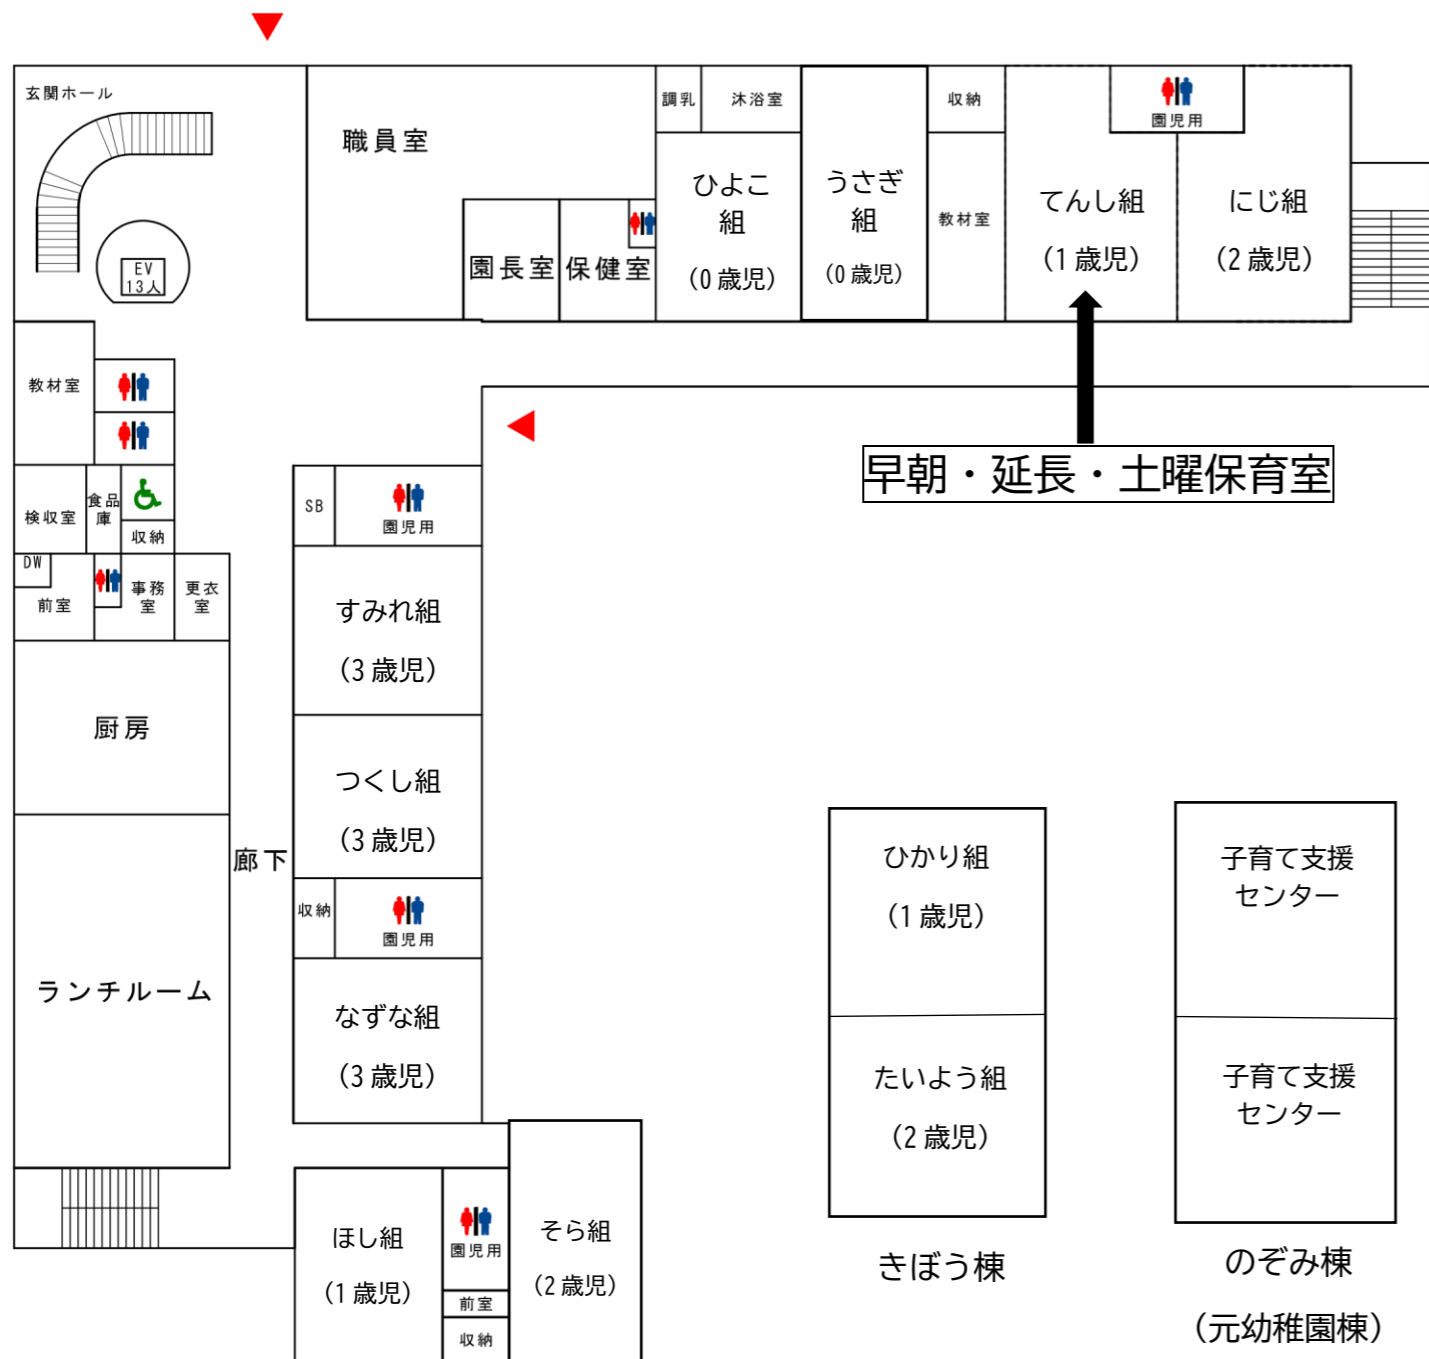 玄関ホール
EV
13人
職員室
園長室
保健室
調乳
沐浴室
ひよこ
組
(0歳児)
うさぎ
組
(0歳児)
収納
教材室
てんし組
(1歳児)
園児用
にじ組
(2歳児)
早朝・延長・土曜保育室
教材室
検収室
食品
庫
収納
DW
前室
事務
室
更衣
室
厨房
ランチルーム
廊下
SB
園児用
すみれ組
(3歳児)
つくし組
(3歳児)
収納
園児用
なずな組
(3歳児)
ほし組
(1歳児)
園児用
前室
収納
そら組
(2歳児)
ひかり組
(1歳児)
たいよう組
(2歳児)
きぼう棟
子育て支援
センター
子育て支援
センター
のぞみ棟
(元幼稚園棟)